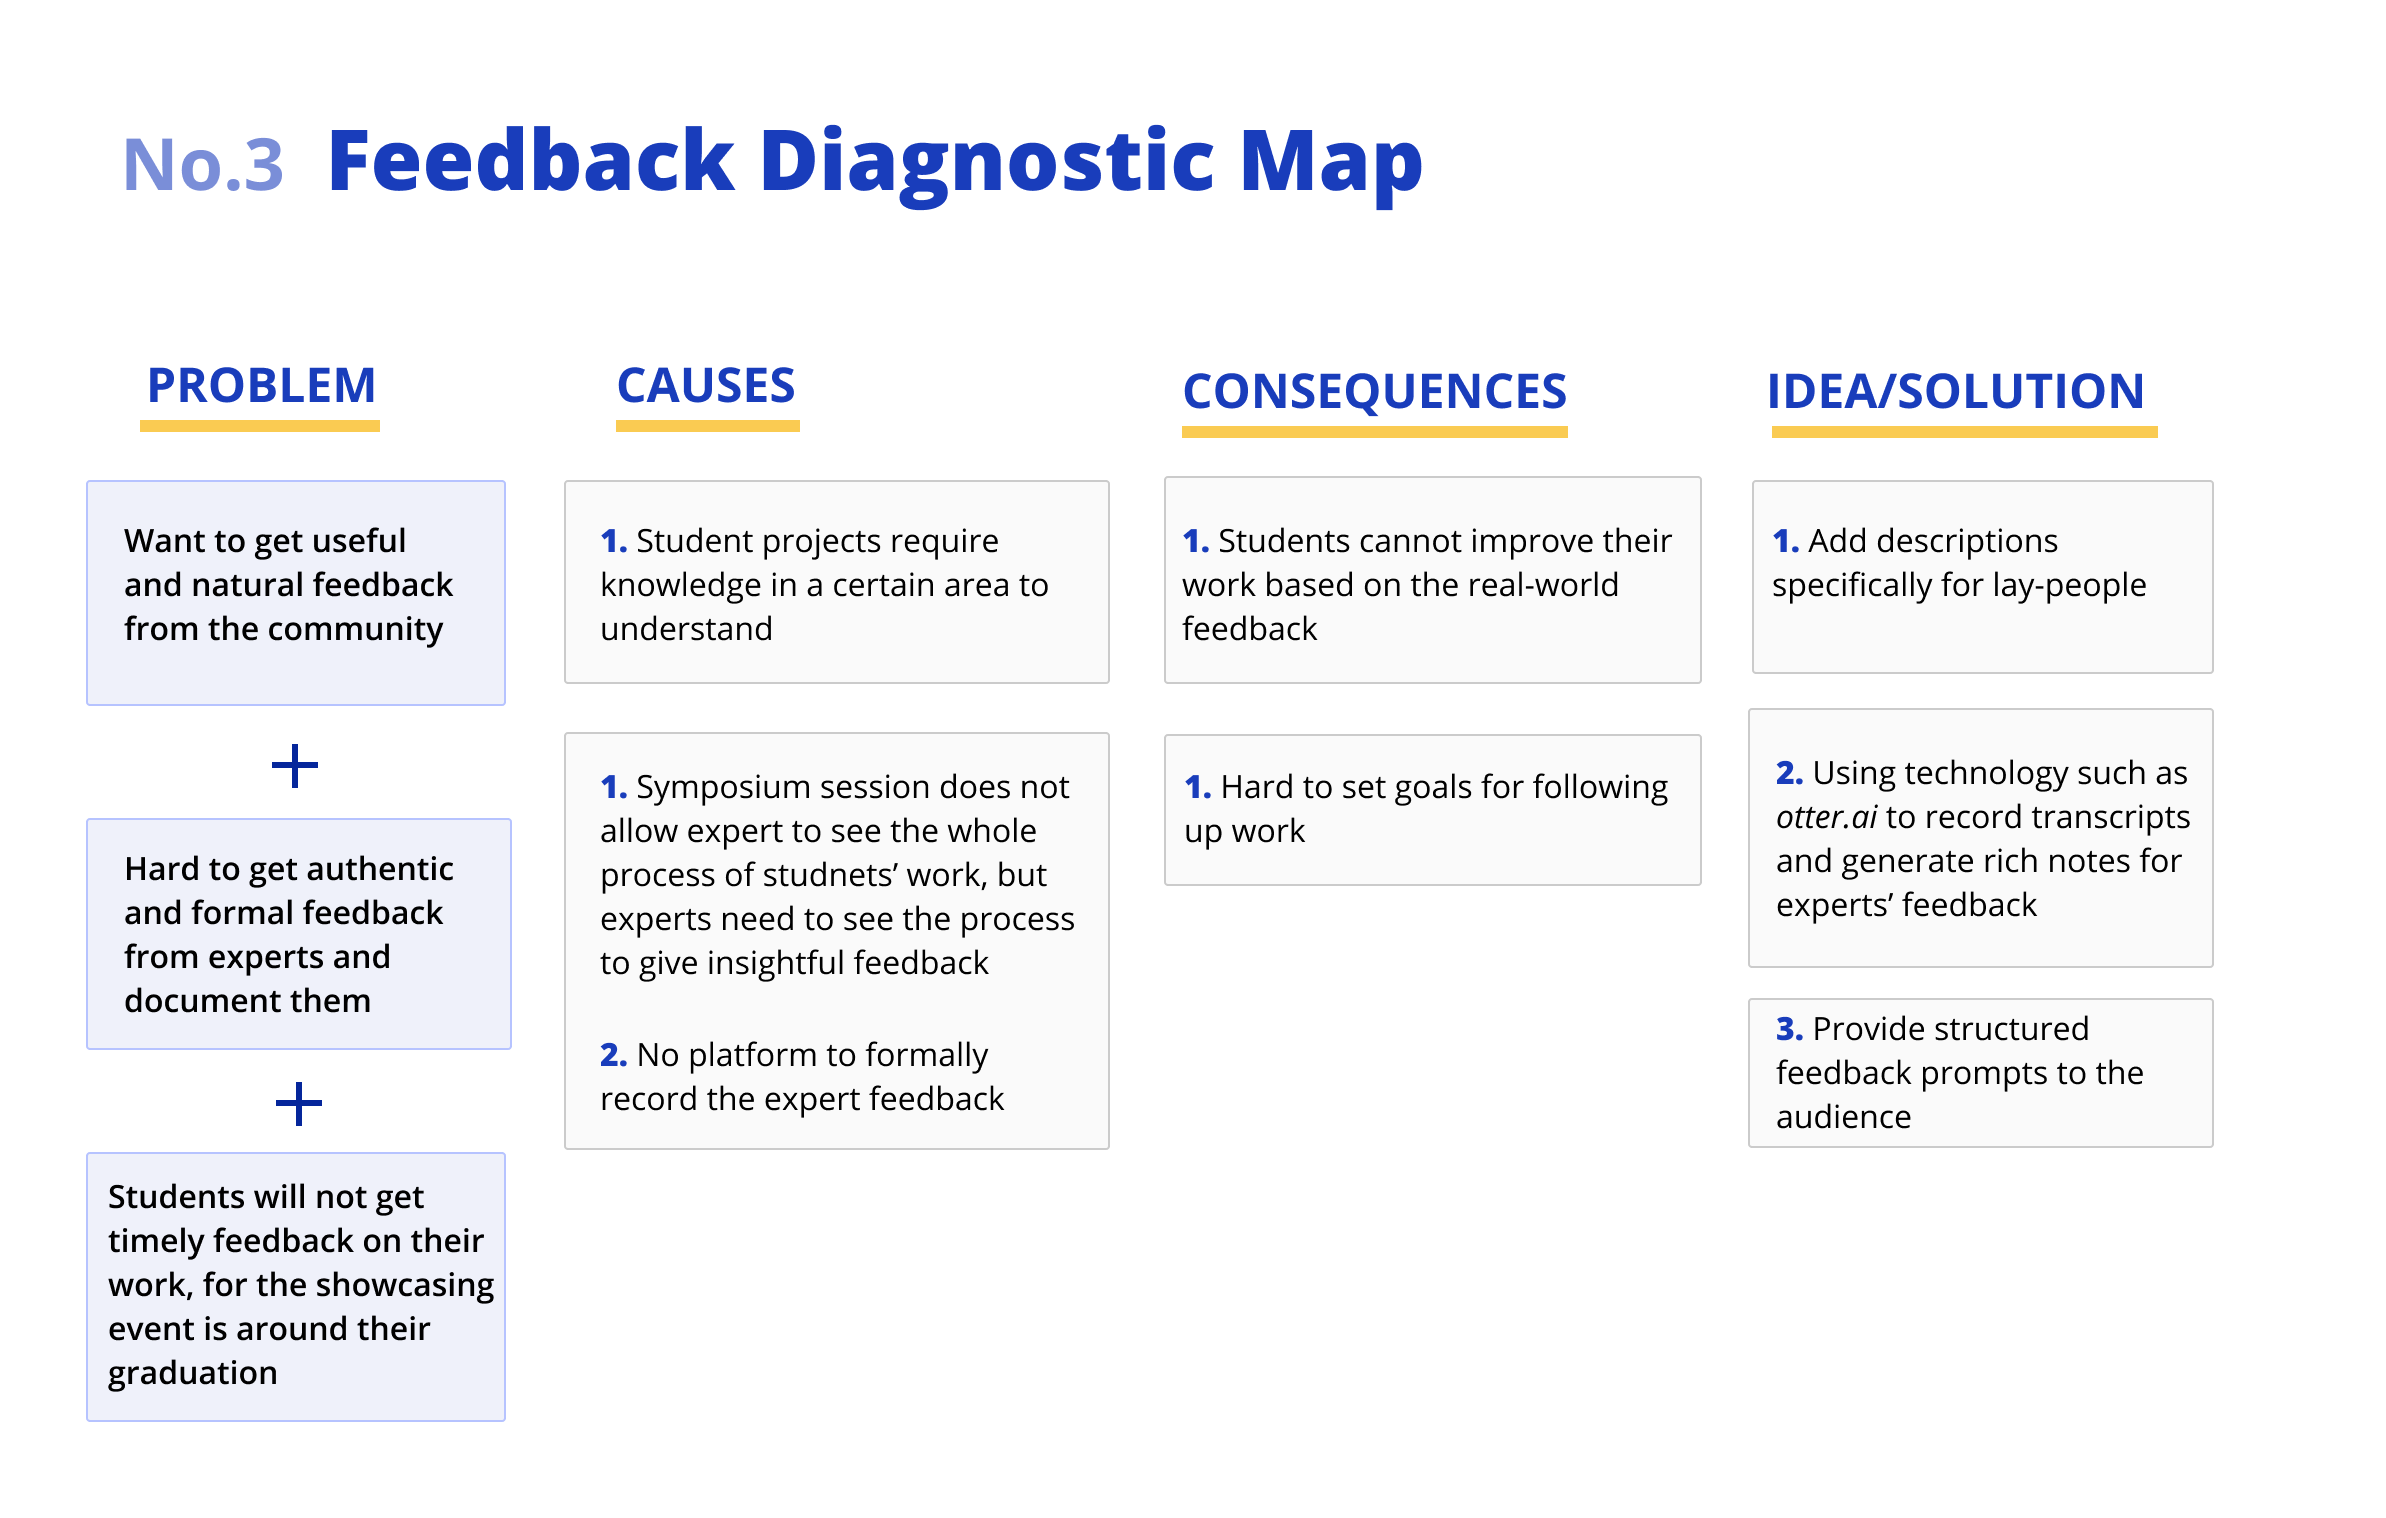 No.3 Feedback Diagnostic Map
PROBLEM
Want to get useful
and natural feedback
from the community
+
Hard to get authentic
and formal feedback
from experts and
document them
+
Students will not get
timely feedback on their
work, for the showcasing
event is around their
graduation
CAUSES
1. Student projects require
knowledge in a certain area to
understand
1. Symposium session does not
allow expert to see the whole
process of studnets’ work, but
experts need to see the process
to give insightful feedback
2. No platform to formally
record the expert feedback
CONSEQUENCES
1. Students cannot improve their
work based on the real-world
feedback
1. Hard to set goals for following
up work
IDEA/SOLUTION
1. Add descriptions
specifically for lay-people
2. Using technology such as
otter.ai to record transcripts
and generate rich notes for
experts’ feedback
3. Provide structured
feedback prompts to the
audience